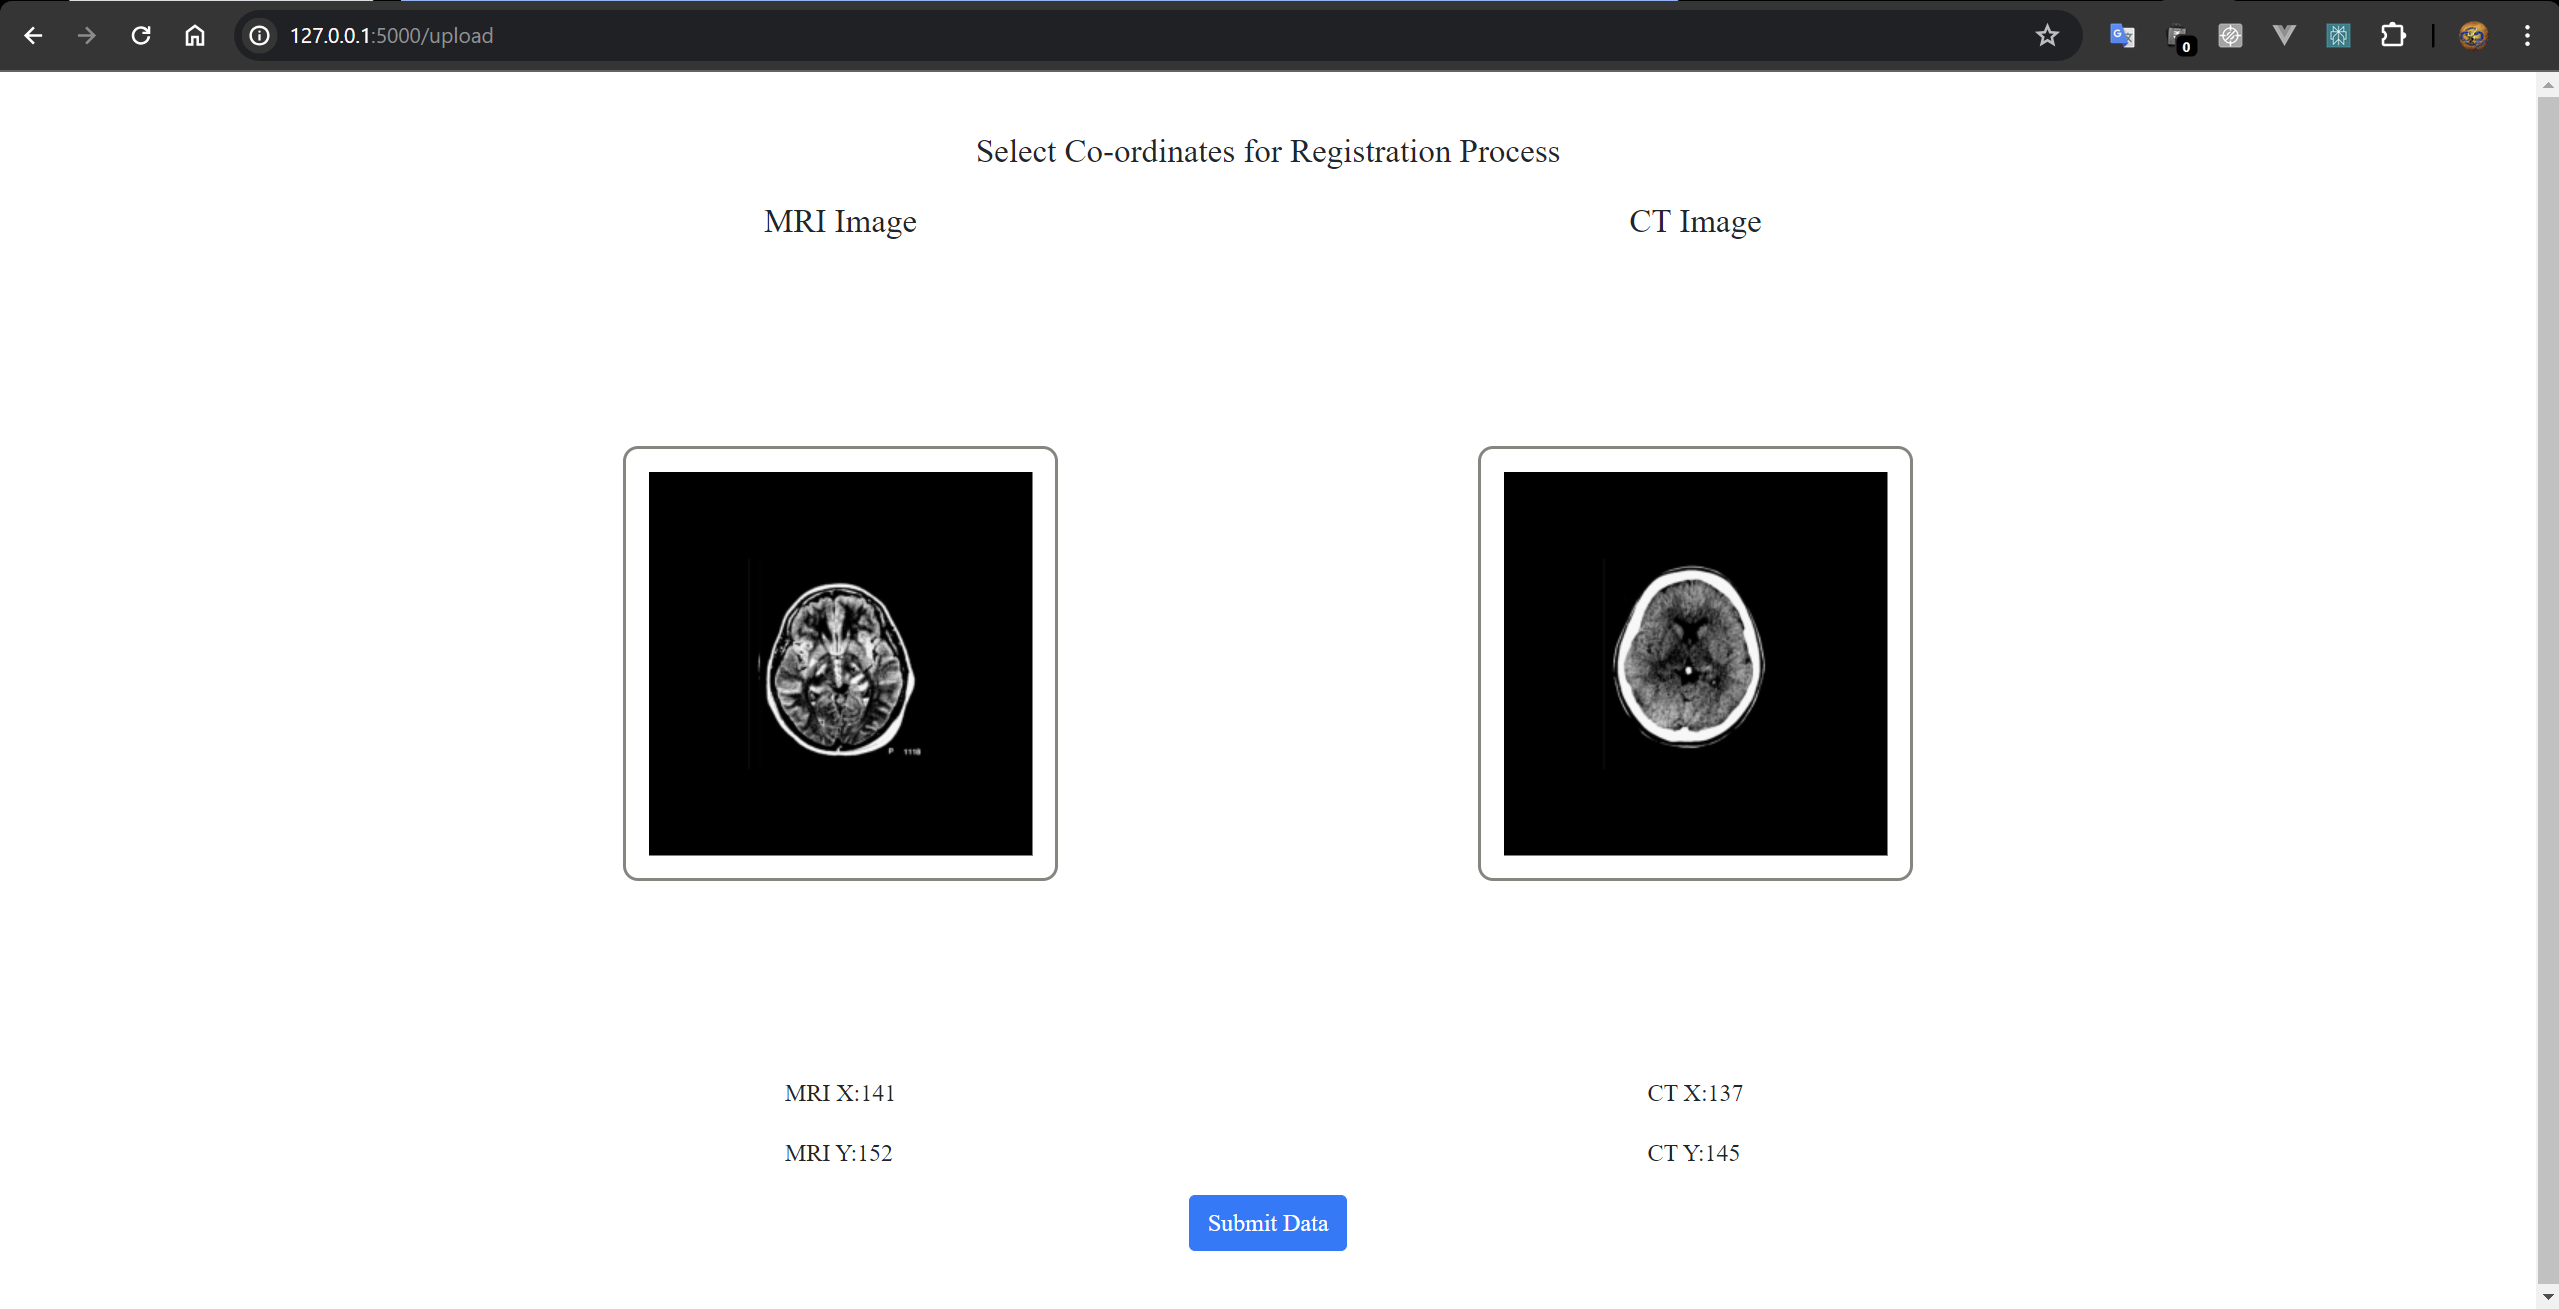 127.0.0.1:5000/upload
0
Select Co-ordinates for Registration Process
MRI Image
CT Image
P 1118
MRI X:141
CT X:137
MRI Y:152
CT Y:145
Submit Data